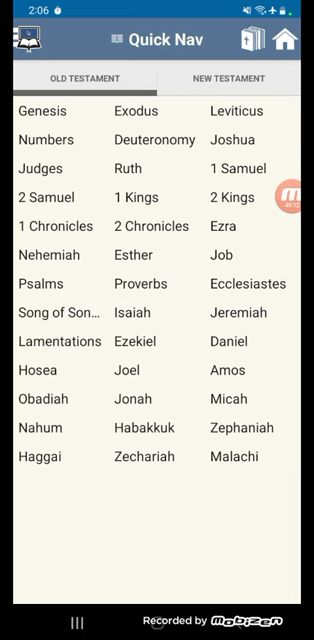 2:06
Quick Nav
OLD TESTAMENT NEW TESTAMENT
Genesis Exodus Leviticus
Numbers Deuteronomy Joshua
Judges Ruth 1 Samuel
2 Samuel 1 Kings 2 Kings
1 Chronicles 2 Chronicles Ezra
Nehemiah Esther Job
Psalms Proverbs Ecclesiastes
Song of Son... Isaiah Jeremiah
Lamentations Ezekiel Daniel
Hosea Joel Amos
Obadiah Jonah Micah
Nahum Habakkuk Zephaniah
Haggai Zechariah Malachi
Recorded by Mobizen